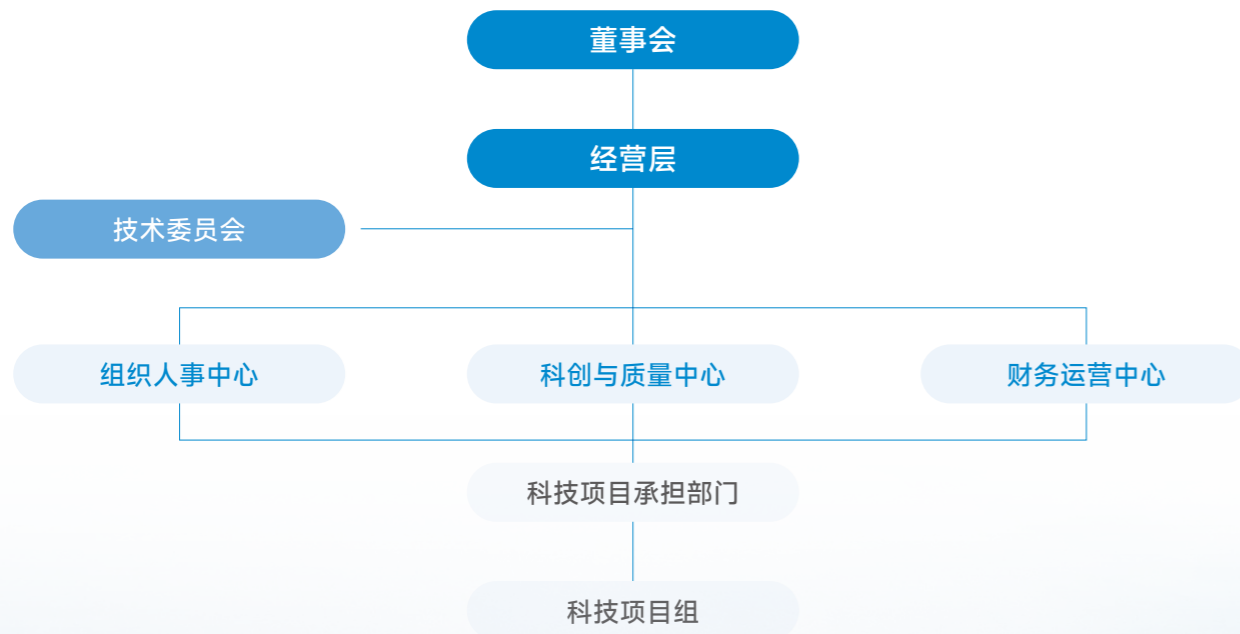 董事会
经营层
技术委员会
组织人事中心
科创与质量中心
财务运营中心
科技项目承担部门
科技项目组